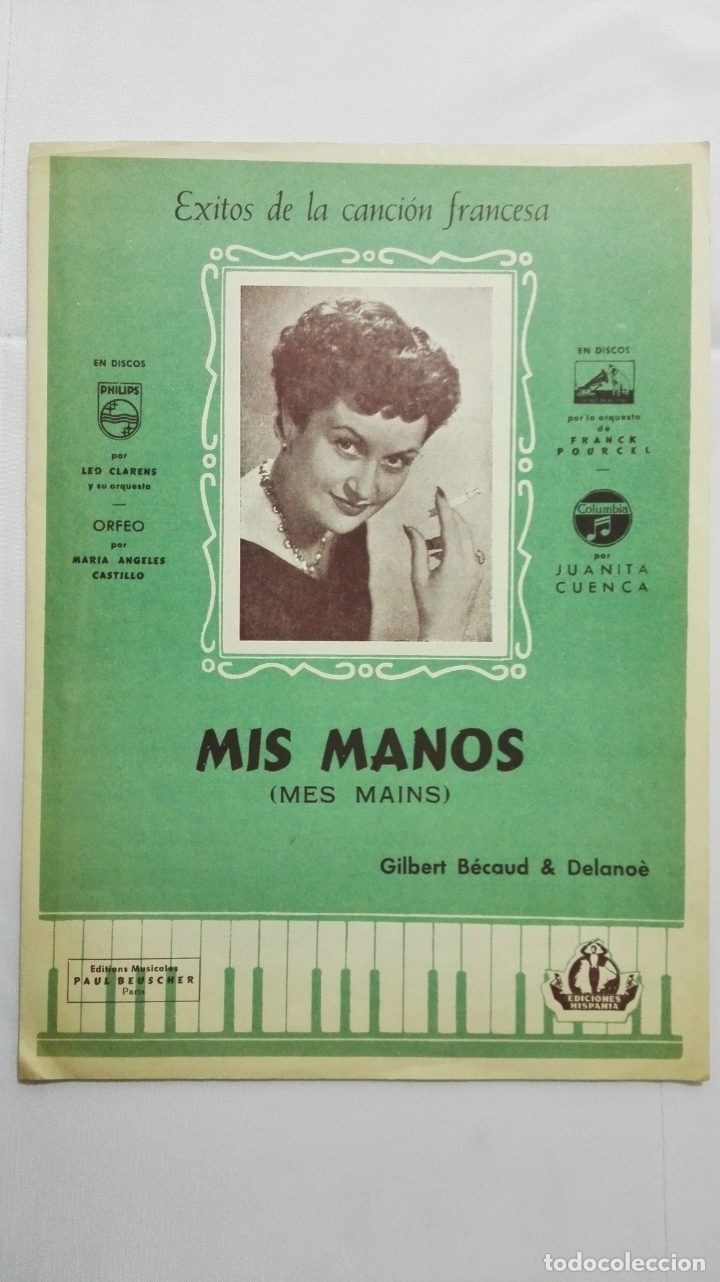 Exitos de la canción francesa
EN DISCOS
PHILIPS
por
LEO CLARENS
y su orquesta
ORFEO
por
MARIA ANGELES
CASTILLO
EN DISCOS
por la orquesta
de
FRANCK
POURCEL
Columbia
por
JUANITA
CUENCA
MIS MANOS
(MES MAINS)
Gilbert Bécaud & Delanoè
Editions Musicales
PAUL BEUSCHER
Paris
EDICIONES
HISPANIA
todocoleccion.net